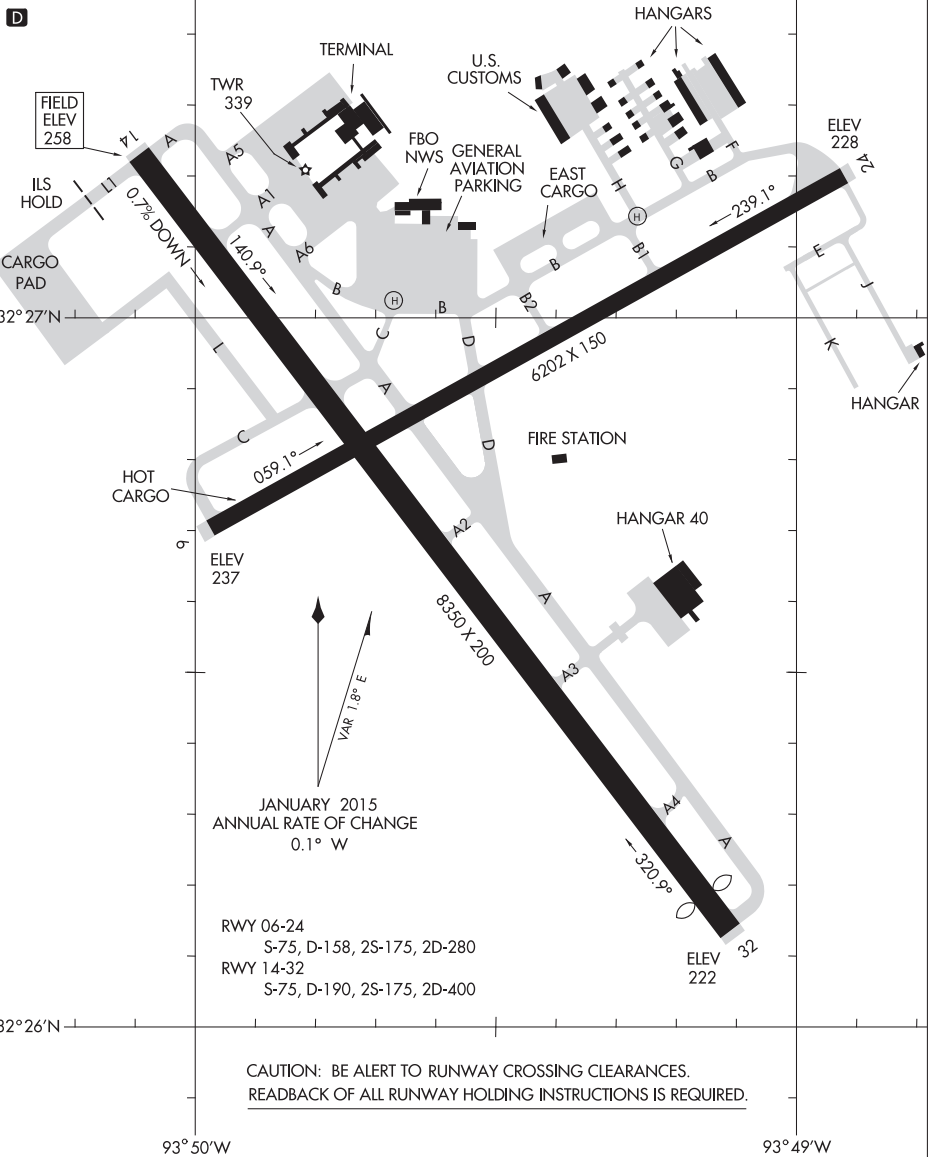 D
HANGARS
TERMINAL
U.S.
CUSTOMS
TWR
339
FIELD
ELEV
258
14
A
A5
FBO
NWS
GENERAL
AVIATION
PARKING
EAST
CARGO
ELEV
228
24
F
G
B
H
H
ILS
HOLD
L1
0.7% DOWN
A1
A
A6
140.9°
239.1°
B1
B
E
J
CARGO
PAD
B
H
B
B2
32°27'N
C
D
L
K
6202 X 150
HANGAR
A
C
059.1°
D
FIRE STATION
HOT
CARGO
A2
HANGAR 40
6
ELEV
237
8350 X 200
A
A3
VAR 1.8° E
JANUARY 2015
ANNUAL RATE OF CHANGE
0.1° W
A4
A
320.9°
RWY 06-24
S-75, D-158, 2S-175, 2D-280
RWY 14-32
S-75, D-190, 2S-175, 2D-400
32
ELEV
222
32°26'N
CAUTION: BE ALERT TO RUNWAY CROSSING CLEARANCES.
READBACK OF ALL RUNWAY HOLDING INSTRUCTIONS IS REQUIRED.
93°50'W
93°49'W